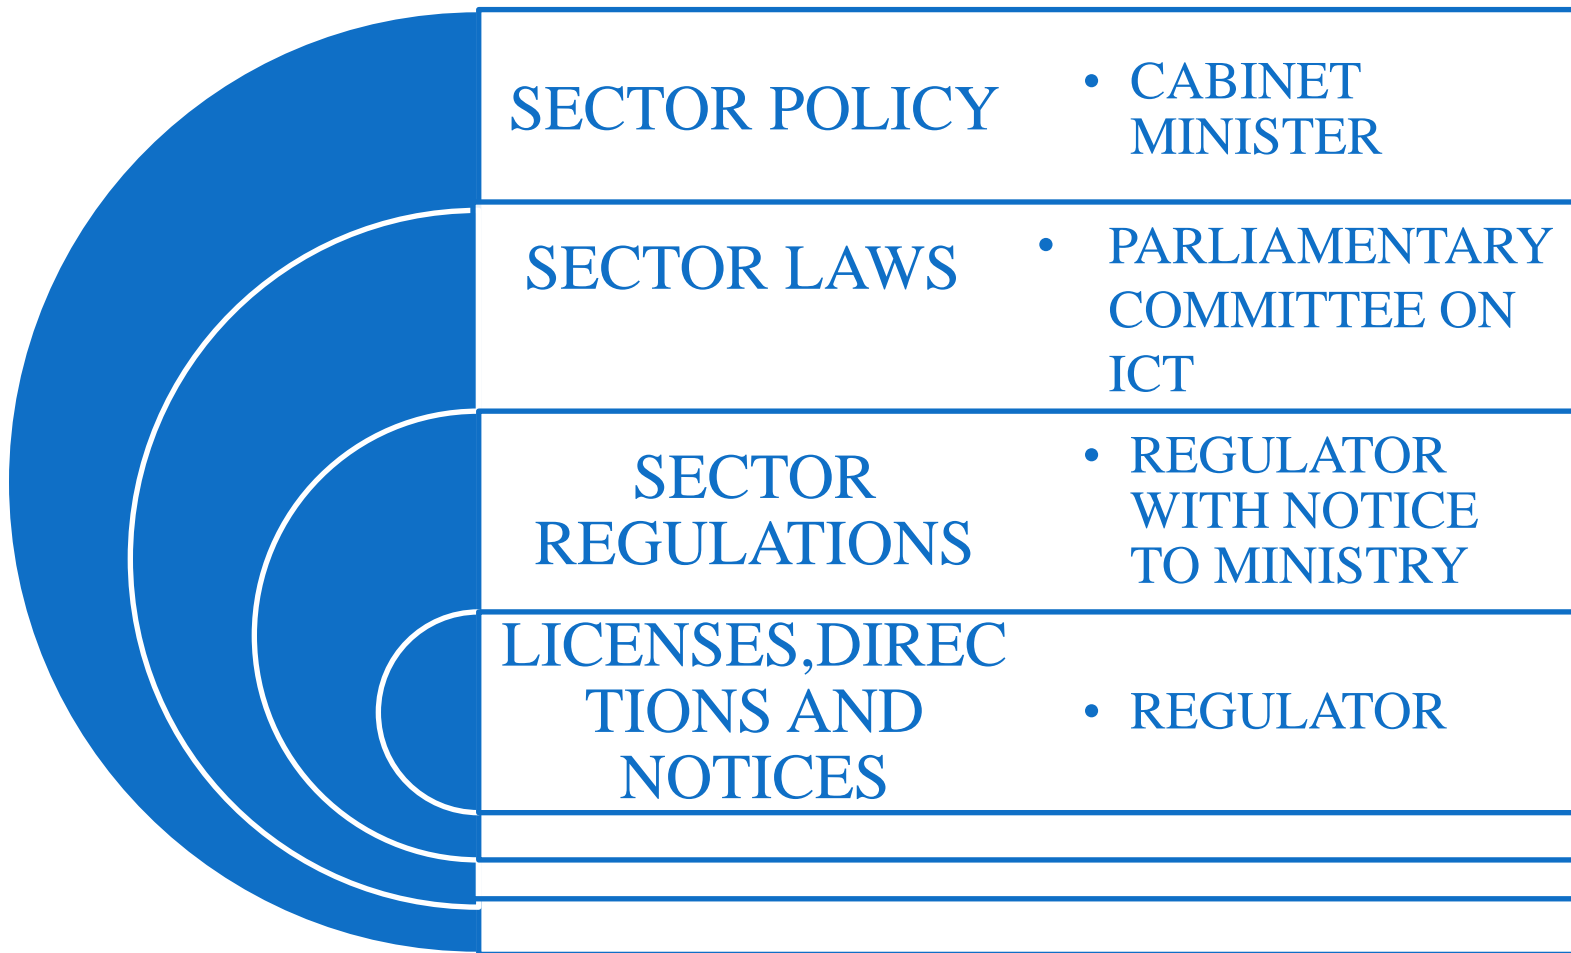 SECTOR POLICY
• CABINET
MINISTER
SECTOR LAWS
• PARLIAMENTARY
COMMITTEE ON
ICT
SECTOR
REGULATIONS
• REGULATOR
WITH NOTICE
TO MINISTRY
LICENSES,DIREC
TIONS AND
NOTICES
• REGULATOR